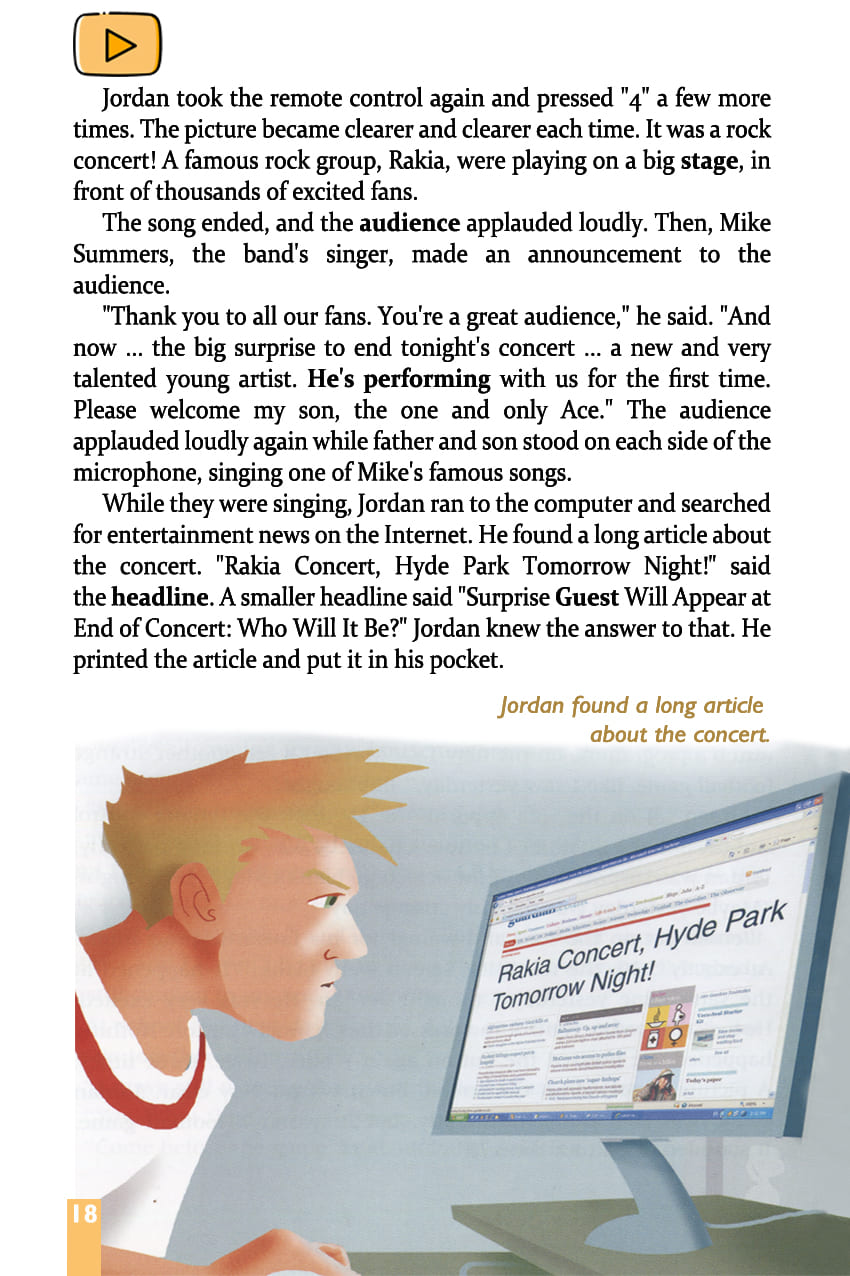 Jordan took the remote control again and pressed "4" a few more
times. The picture became clearer and clearer each time. It was a rock
concert! A famous rock group, Rakia, were playing on a big stage, in
front of thousands of excited fans.
The song ended, and the audience applauded loudly. Then, Mike
Summers, the band's singer, made an announcement to the
audience.
"Thank you to all our fans. You're a great audience," he said. "And
now ... the big surprise to end tonight's concert ... a new and very
talented young artist. He's performing with us for the first time.
Please welcome my son, the one and only Ace." The audience
applauded loudly again while father and son stood on each side of the
microphone, singing one of Mike's famous songs.
While they were singing, Jordan ran to the computer and searched
for entertainment news on the Internet. He found a long article about
the concert. "Rakia Concert, Hyde Park Tomorrow Night!" said
the headline. A smaller headline said "Surprise Guest Will Appear at
End of Concert: Who Will It Be?" Jordan knew the answer to that. He
printed the article and put it in his pocket.
Jordan found a long article
about the concert.
Rakia Concert, Hyde Park
Tomorrow Night!
Today's paper
18